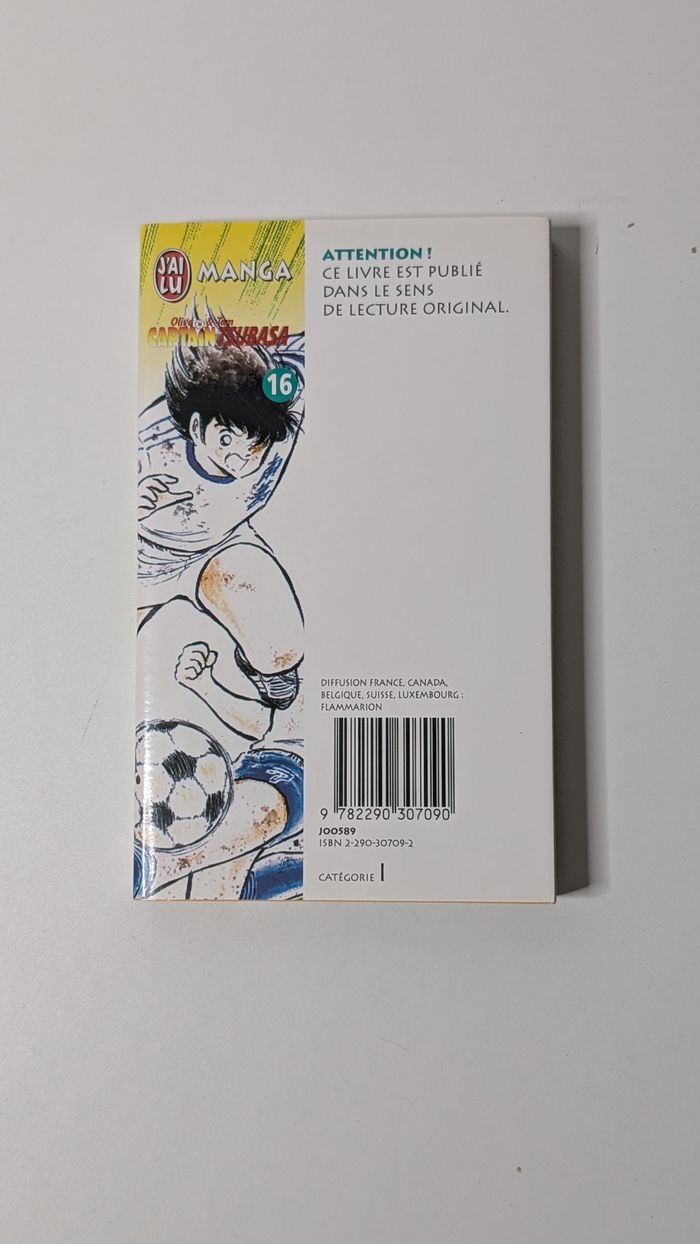 J'AI
LU
MANGA
Olive & Tom
CAPTAIN TSUBASA
16
ATTENTION !
CE LIVRE EST PUBLIÉ
DANS LE SENS
DE LECTURE ORIGINAL.
DIFFUSION FRANCE, CANADA,
BELGIQUE, SUISSE, LUXEMBOURG :
FLAMMARION
9 782290 307090
J00589
ISBN 2-290-30709-2
CATÉGORIE I